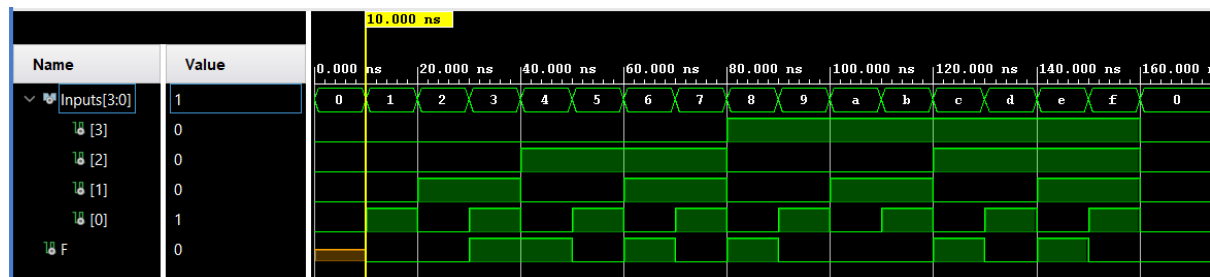 10.000 ns
Name Value
0.000 ns 20.000 ns 40.000 ns 60.000 ns 80.000 ns 100.000 ns 120.000 ns 140.000 ns 160.000
Inputs[3:0] 1 0 1 2 3 4 5 6 7 8 9 a b c d e f 0
[3] 0
[2] 0
[1] 0
[0] 1
F 0